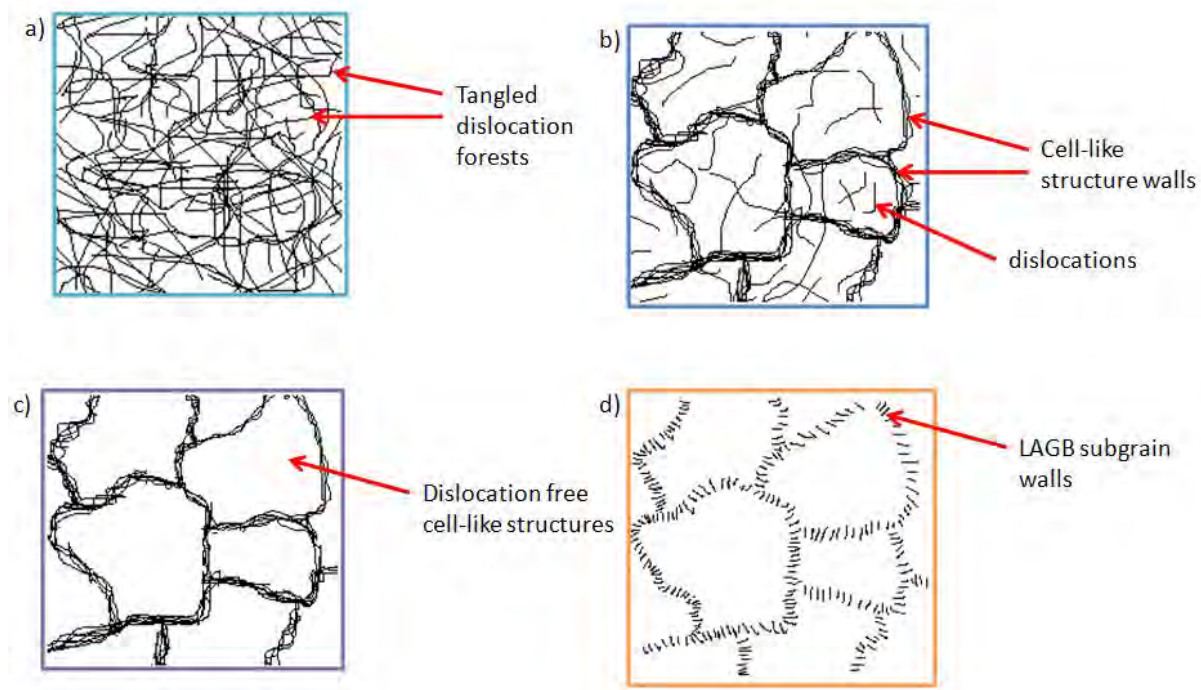 a)
Tangled
dislocation
forests
b)
Cell-like
structure walls
dislocations
c)
Dislocation free
cell-like structures
d)
LAGB subgrain
walls